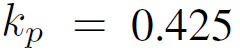 k_p = 0.425